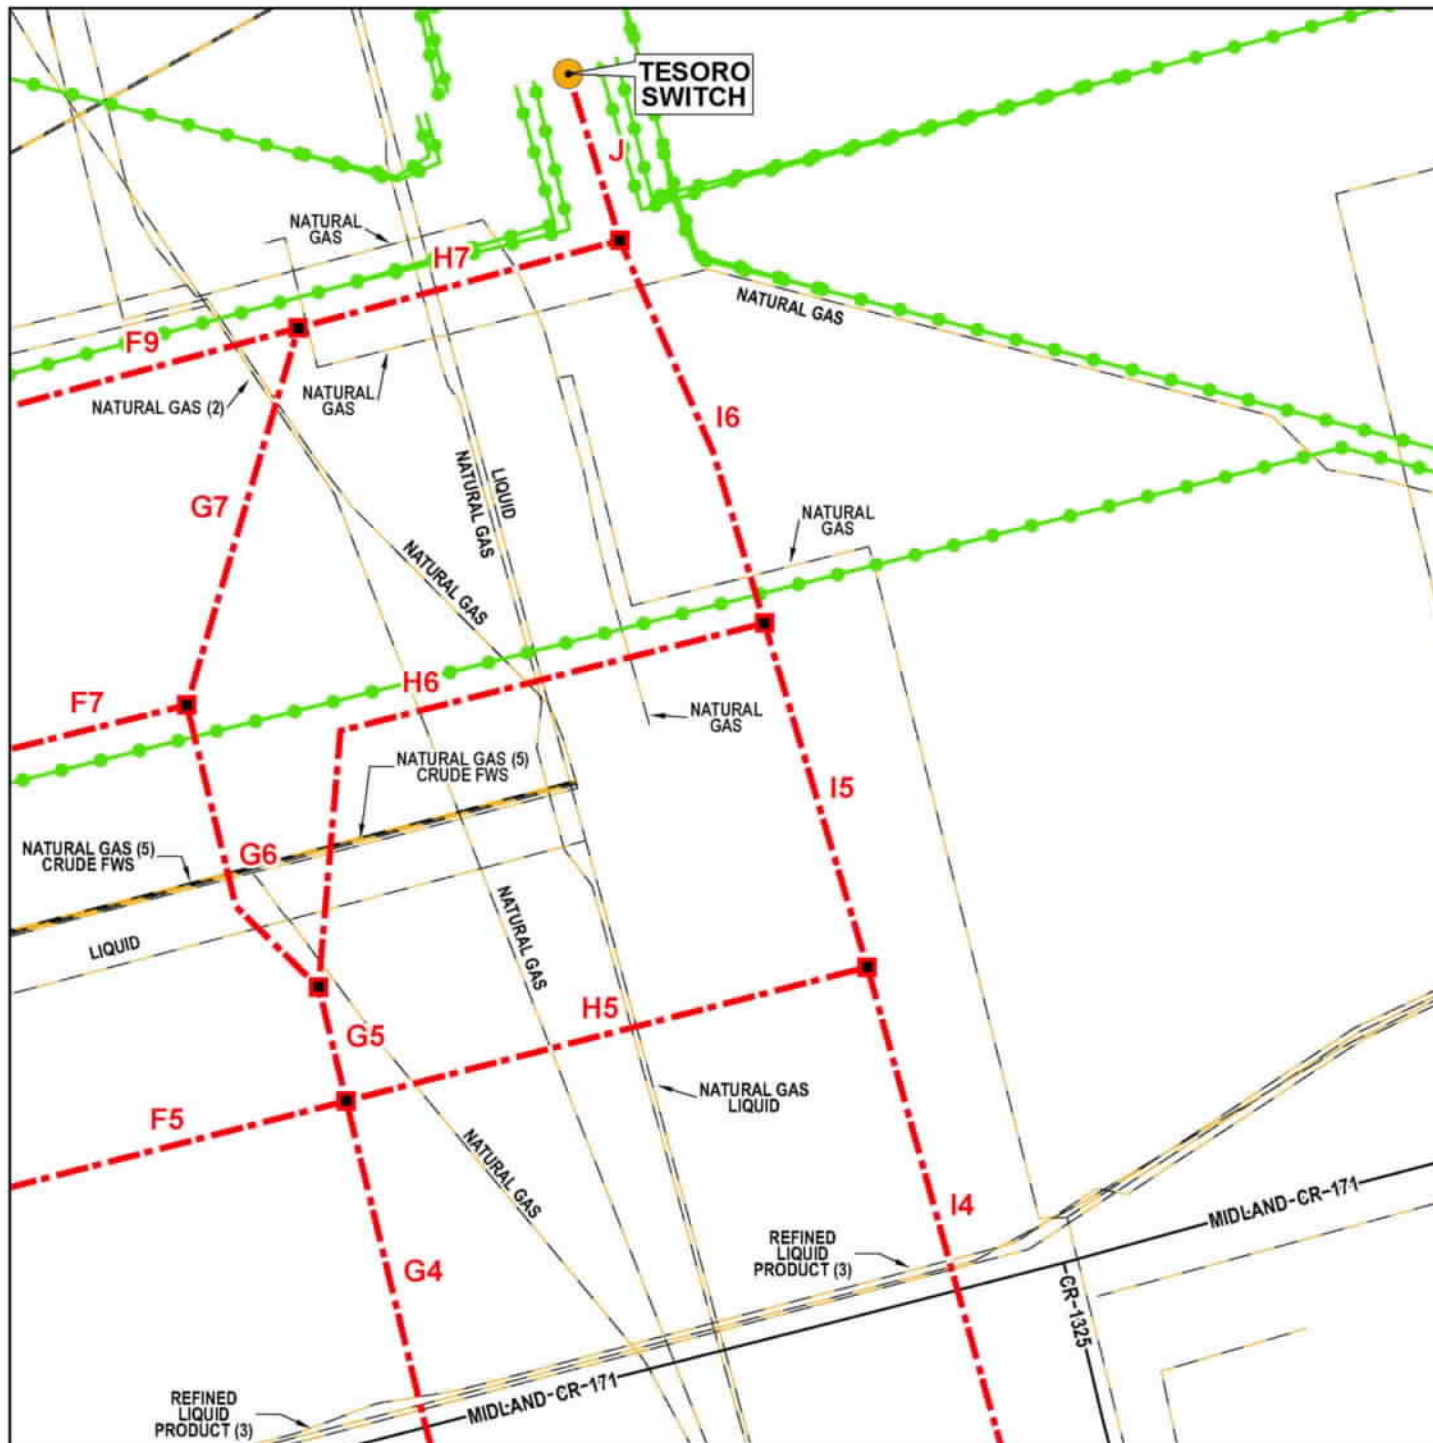 TESORO
SWITCH
J
NATURAL
GAS
H7
NATURAL GAS
F9
NATURAL GAS (2)
NATURAL
GAS
I6
LIQUID
NATURAL GAS
G7
NATURAL
GAS
NATURAL GAS
H6
F7
NATURAL
GAS
NATURAL GAS (5)
CRUDE FWS
I5
NATURAL GAS (5)
CRUDE FWS
G6
NATURAL GAS
LIQUID
H5
G5
NATURAL GAS
LIQUID
F5
NATURAL GAS
I4
MIDLAND-CR-171
REFINED
LIQUID
PRODUCT (3)
G4
CR-1325
MIDLAND-CR-171
REFINED
LIQUID
PRODUCT (3)